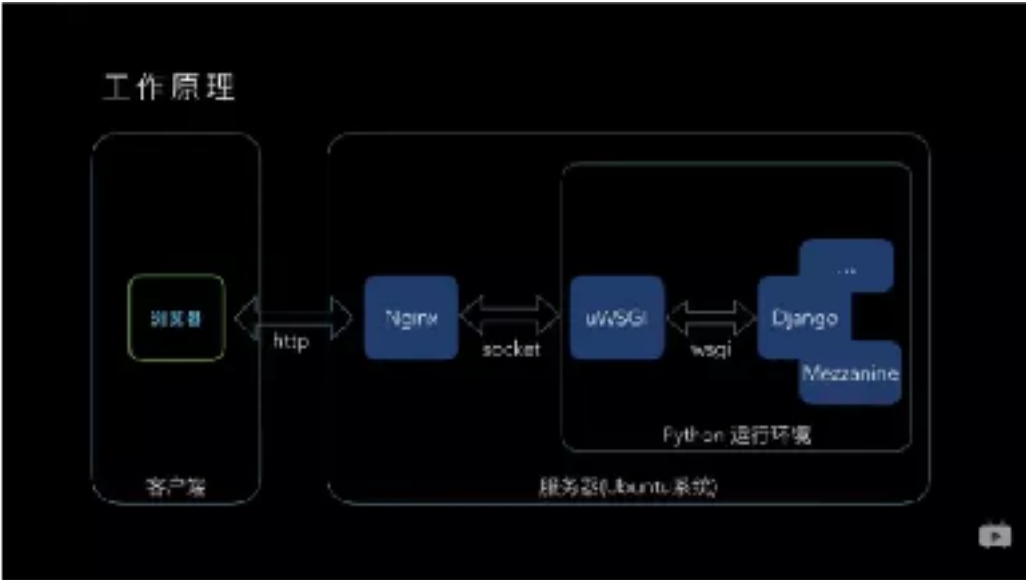 工作原理
浏览器
http
Nginx
socket
uWSGI
wsgi
Django
...
Mezzanine
Python 运行环境
客户端
服务器(Ubuntu系统)